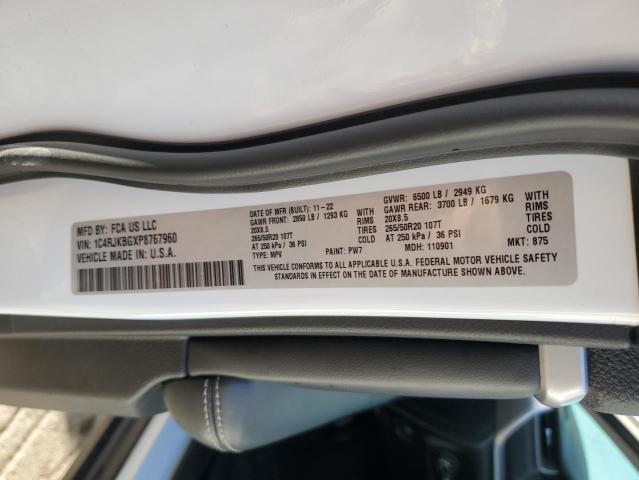 MFD BY: FCA US LLC
VIN: 1C4RJKBGXP8767960
VEHICLE MADE IN: U.S.A.
DATE OF MFR (BUILT): 11-22
GAWR FRONT: 2850 LB / 1293 KG
20X8.5
265/50R20 107T
AT 250 kPa / 36 PSI
TYPE: MPV
WITH
RIMS
TIRES
COLD
PAINT: PW7
GVWR: 6500 LB / 2949 KG
GAWR REAR: 3700 LB / 1679 KG
20X8.5
265/50R20 107T
AT 250 kPa / 36 PSI
MDH: 110901
WITH
RIMS
TIRES
COLD
MKT: 875
THIS VEHICLE CONFORMS TO ALL APPLICABLE U.S.A. FEDERAL MOTOR VEHICLE SAFETY
STANDARDS IN EFFECT ON THE DATE OF MANUFACTURE SHOWN ABOVE.